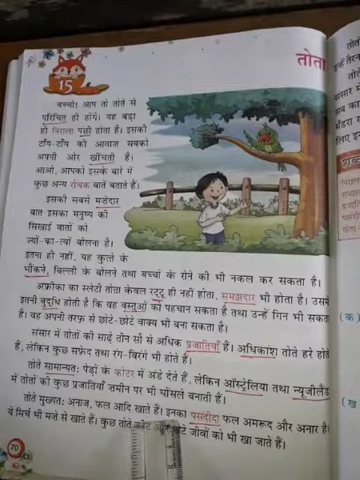 15
तोता
बच्चो! आप तो तोते से
परिचित ही होंगे। यह बड़ा
ही निराला पक्षी होता है। इसकी
टाँय-टाँय की आवाज़ सबको
अपनी ओर खींचती है।
आओ, आपको इसके बारे में
कुछ अन्य रोचक बातें बताते हैं।
इसकी सबसे मज़ेदार
बात इसका मनुष्य की
सिखाई बातों को
ज्यों-का-त्यों बोलना है।
इतना ही नहीं, यह कुत्ते के
भौंकने, बिल्ली के बोलने तथा बच्चों के रोने की भी नकल कर सकता है।
अफ्रीका का स्लेटी तोता केवल रट्टू ही नहीं होता, समझदार भी होता है। उसमें
इतनी बुद्धि होती है कि वह वस्तुओं को पहचान सकता है तथा उन्हें गिन भी सकता
है। वह अपनी तरफ़ से छोटे-छोटे वाक्य भी बना सकता है।
संसार में तोतों की साढ़े तीन सौ से अधिक प्रजातियाँ हैं। अधिकांश तोते हरे होते
हैं, लेकिन कुछ सफ़ेद तथा रंग-बिरंगे भी होते हैं।
तोते सामान्यतः पेड़ों के कोटर में अंडे देते हैं, लेकिन ऑस्ट्रेलिया तथा न्यूज़ीलैंड
में तोतों की कुछ प्रजातियाँ ज़मीन पर भी घोंसले बनाती हैं।
तोते मुख्यतः अनाज, फल आदि खाते हैं। इनका पसंदीदा फल अमरूद और अनार है।
ये मिर्च भी मज़े से खाते हैं। कुछ तोते कीट और छोटे जीवों को भी खा जाते हैं।
70
(क)
(ख